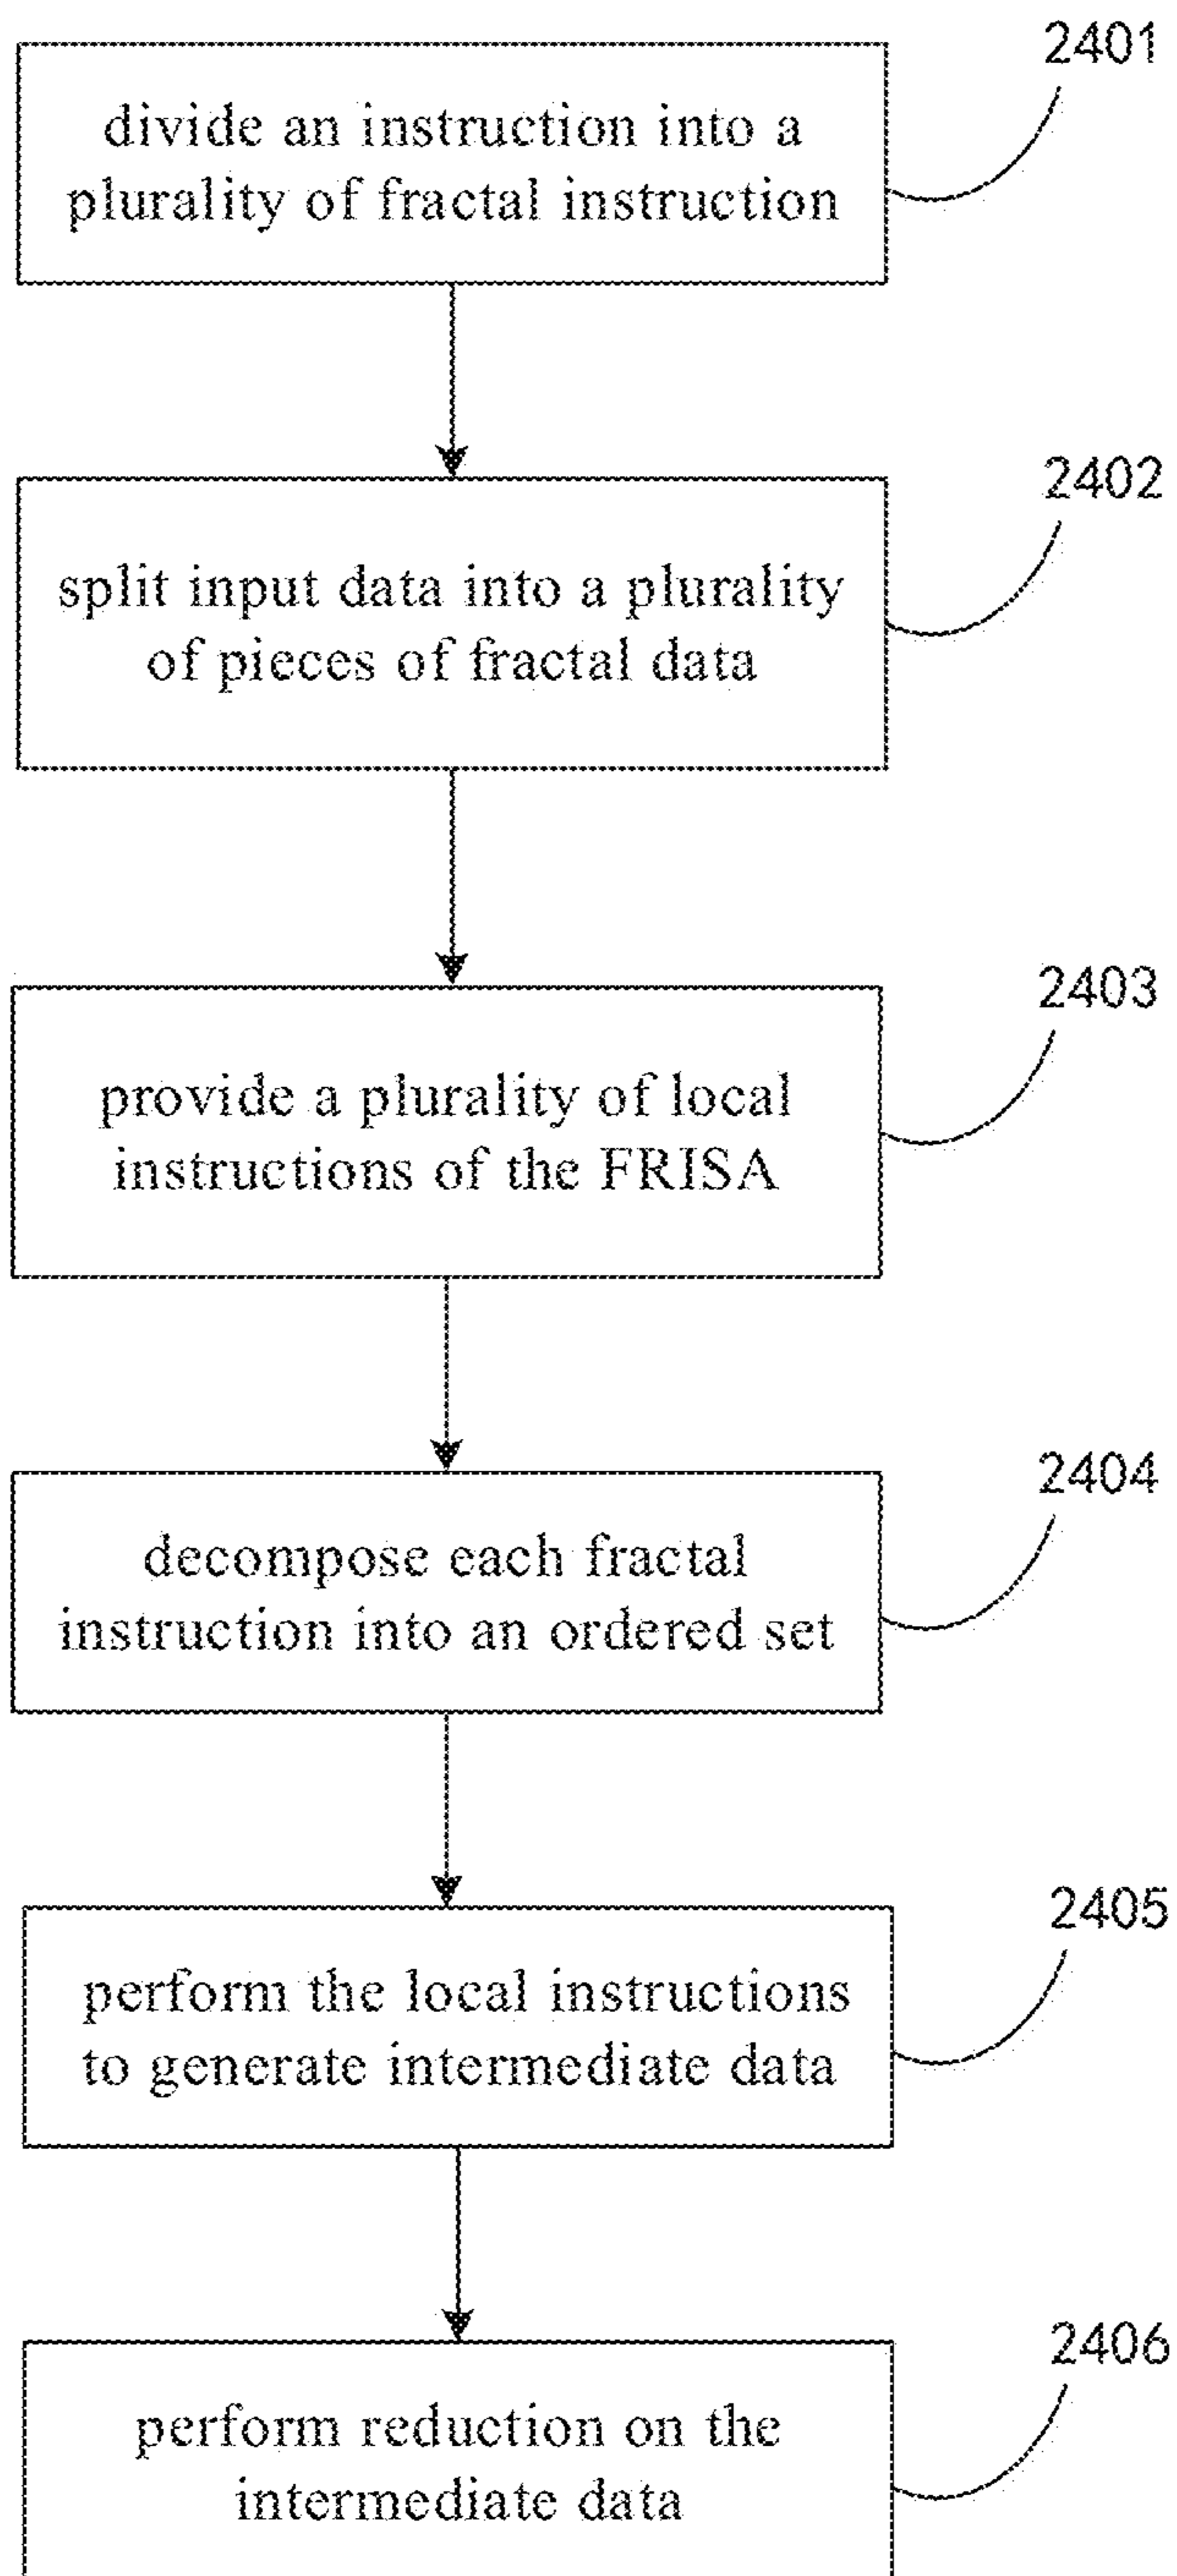 2401
divide an instruction into a
plurality of fractal instruction
2402
split input data into a plurality
of pieces of fractal data
2403
provide a plurality of local
instructions of the FRISA
2404
decompose each fractal
instruction into an ordered set
2405
perform the local instructions
to generate intermediate data
2406
perform reduction on the
intermediate data